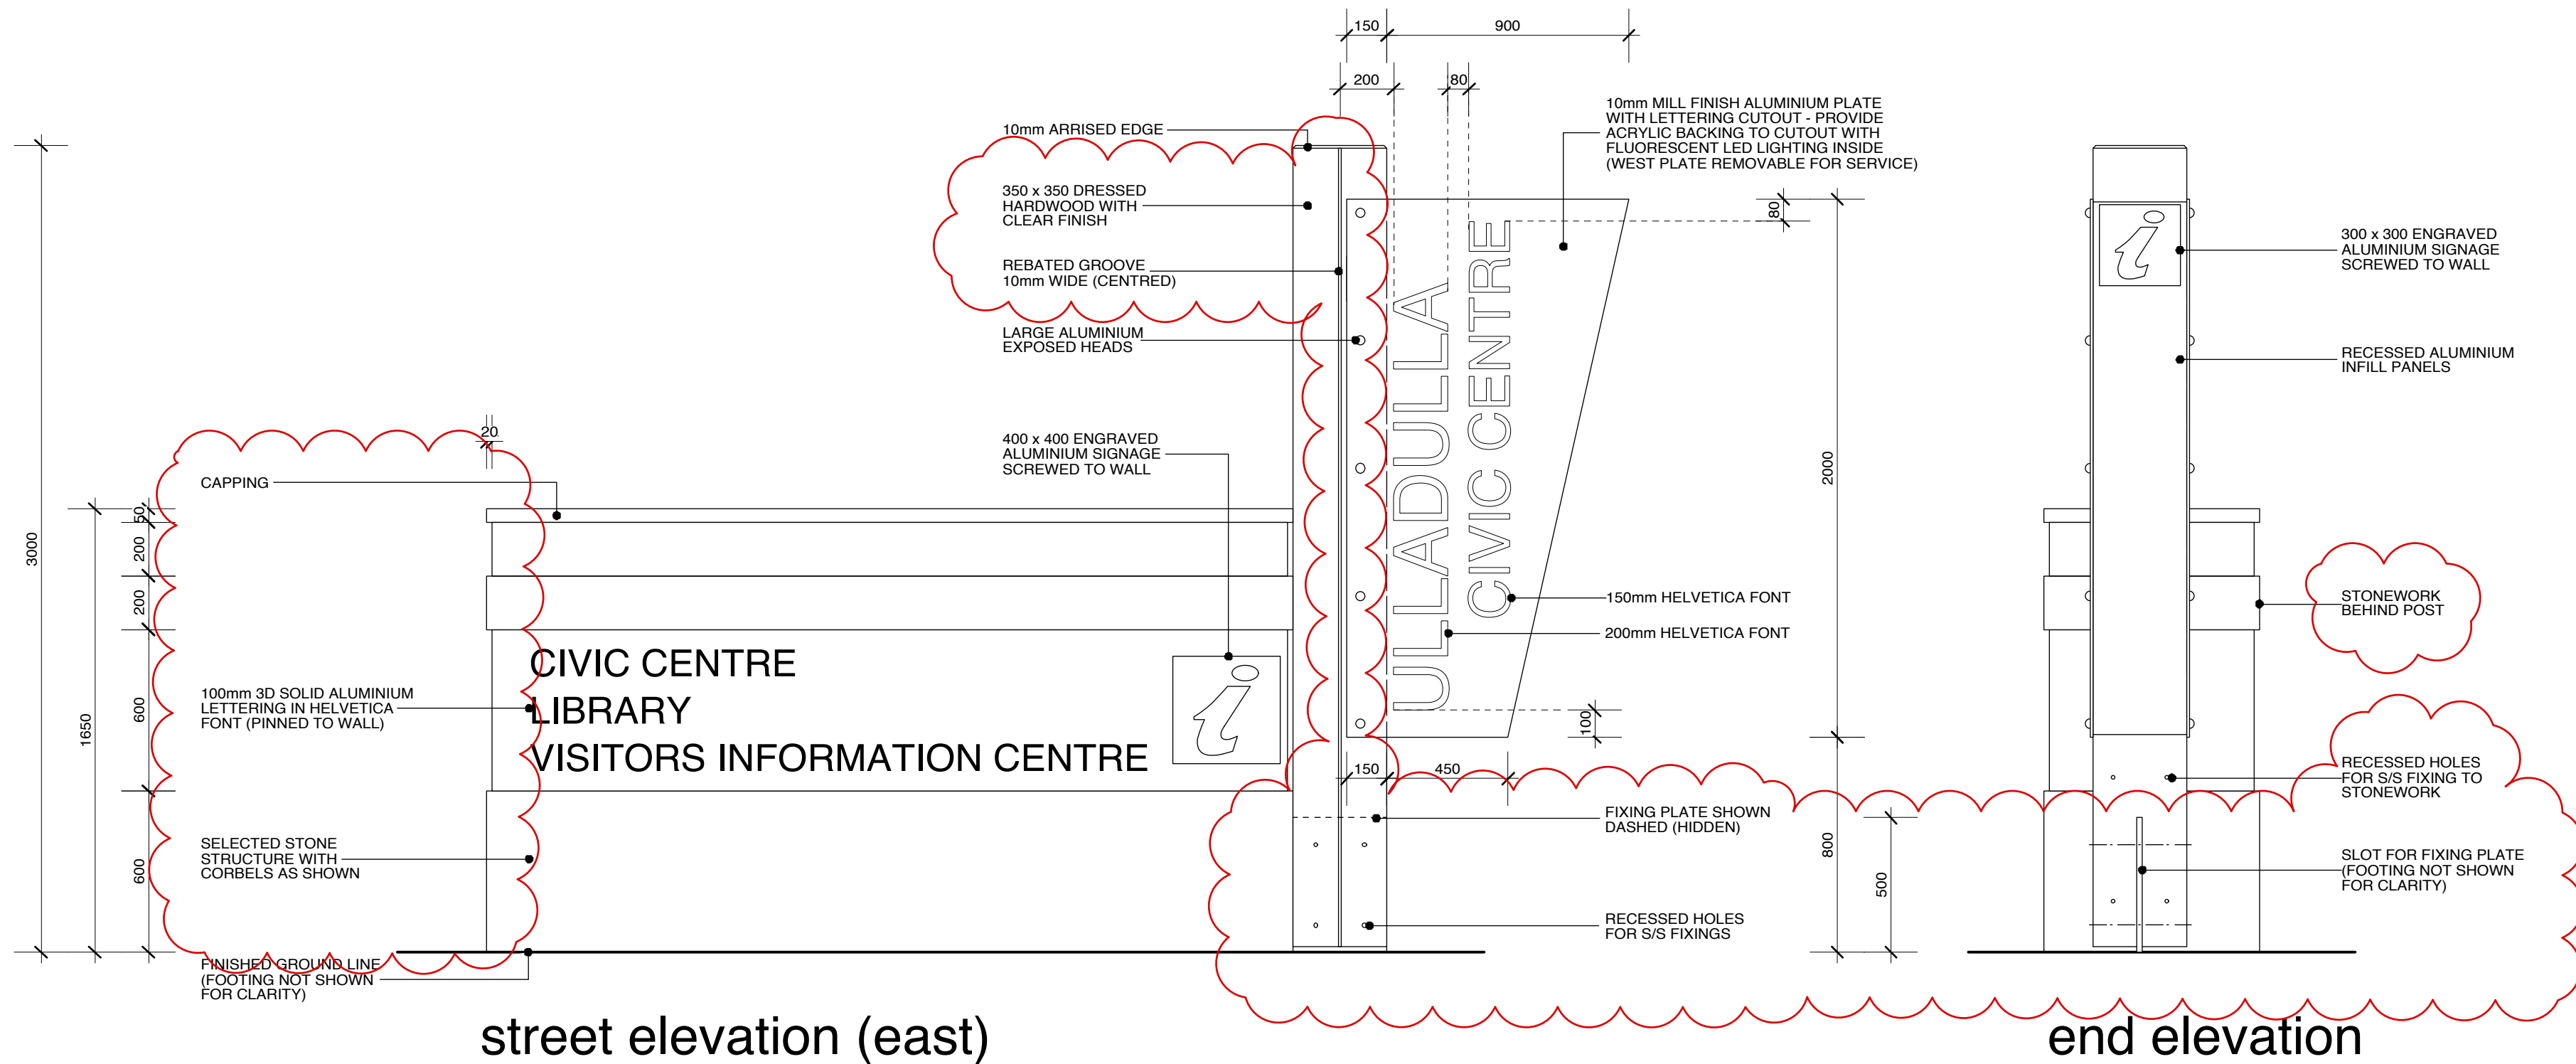 150
900
200
80
10mm ARRISED EDGE
350 x 350 DRESSED
HARDWOOD WITH
CLEAR FINISH
REBATED GROOVE
10mm WIDE (CENTRED)
LARGE ALUMINIUM
EXPOSED HEADS
400 x 400 ENGRAVED
ALUMINIUM SIGNAGE
SCREWED TO WALL
10mm MILL FINISH ALUMINIUM PLATE
WITH LETTERING CUTOUT - PROVIDE
ACRYLIC BACKING TO CUTOUT WITH
FLUORESCENT LED LIGHTING INSIDE
(WEST PLATE REMOVABLE FOR SERVICE)
80
2000
ULLADULLA
CIVIC CENTRE
150mm HELVETICA FONT
200mm HELVETICA FONT
100
150
450
FIXING PLATE SHOWN
DASHED (HIDDEN)
RECESSED HOLES
FOR S/S FIXINGS
800
500
3000
1650
50
200
200
600
600
20
CAPPING
100mm 3D SOLID ALUMINIUM
LETTERING IN HELVETICA
FONT (PINNED TO WALL)
SELECTED STONE
STRUCTURE WITH
CORBELS AS SHOWN
FINISHED GROUND LINE
(FOOTING NOT SHOWN
FOR CLARITY)
CIVIC CENTRE
LIBRARY
VISITORS INFORMATION CENTRE
i
street elevation (east)
i
300 x 300 ENGRAVED
ALUMINIUM SIGNAGE
SCREWED TO WALL
RECESSED ALUMINIUM
INFILL PANELS
STONEWORK
BEHIND POST
RECESSED HOLES
FOR S/S FIXING TO
STONEWORK
SLOT FOR FIXING PLATE
(FOOTING NOT SHOWN
FOR CLARITY)
end elevation